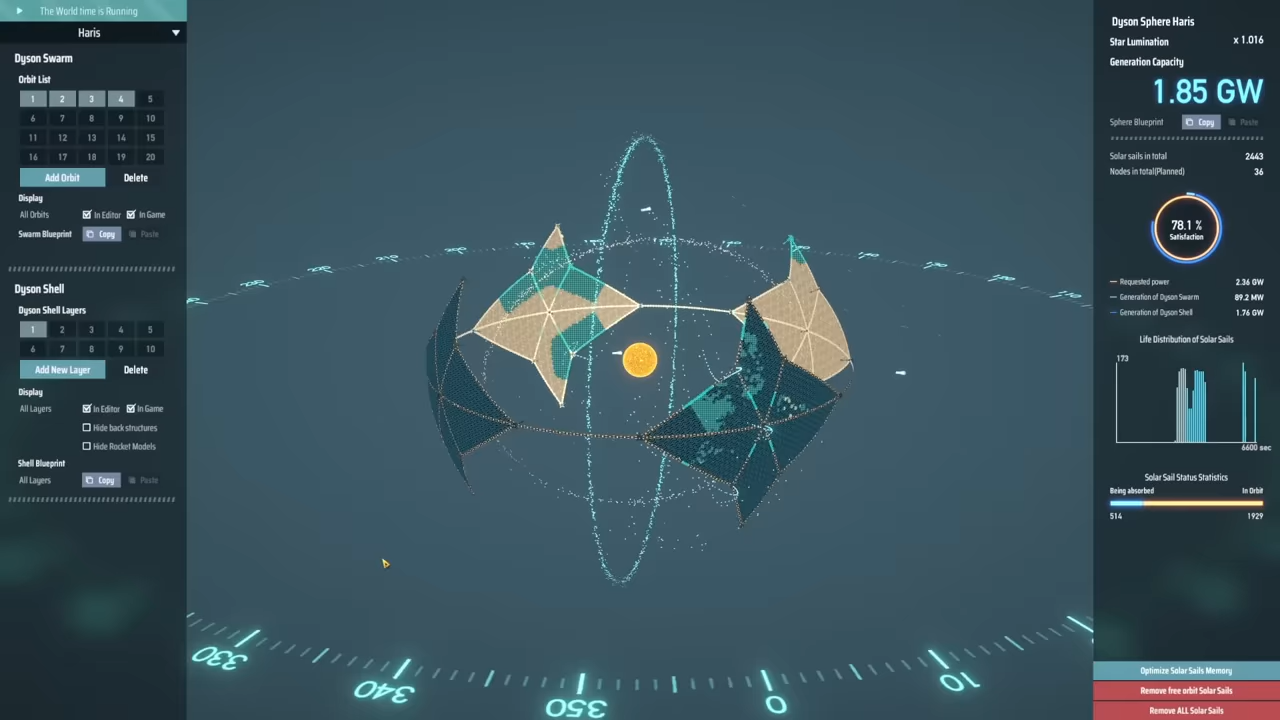 The World time is Running
Haris
Dyson Swarm
Orbit List
1 2 3 4 5
6 7 8 9 10
11 12 13 14 15
16 17 18 19 20
Add Orbit Delete
Display
All Orbits In Editor In Game
Swarm Blueprint Copy Paste
Dyson Shell
Dyson Shell Layers
1 2 3 4 5
6 7 8 9 10
Add New Layer Delete
Display
All Layers In Editor In Game
Hide back structures
Hide Rocket Models
Shell Blueprint
All Layers Copy Paste
330
340
350
0
10
Dyson Sphere Haris
Star Lumination x 1.016
Generation Capacity
1.85 GW
Sphere Blueprint Copy Paste
Solar sails in total 2443
Nodes in total(Planned) 36
78.1 %
Satisfaction
Requested power 2.36 GW
Generation of Dyson Swarm 89.2 MW
Generation of Dyson Shell 1.76 GW
Life Distribution of Solar Sails
173
6600 sec
Solar Sail Status Statistics
Being absorbed In Orbit
514 1929
Optimize Solar Sails Memory
Remove free orbit Solar Sails
Remove ALL Solar Sails